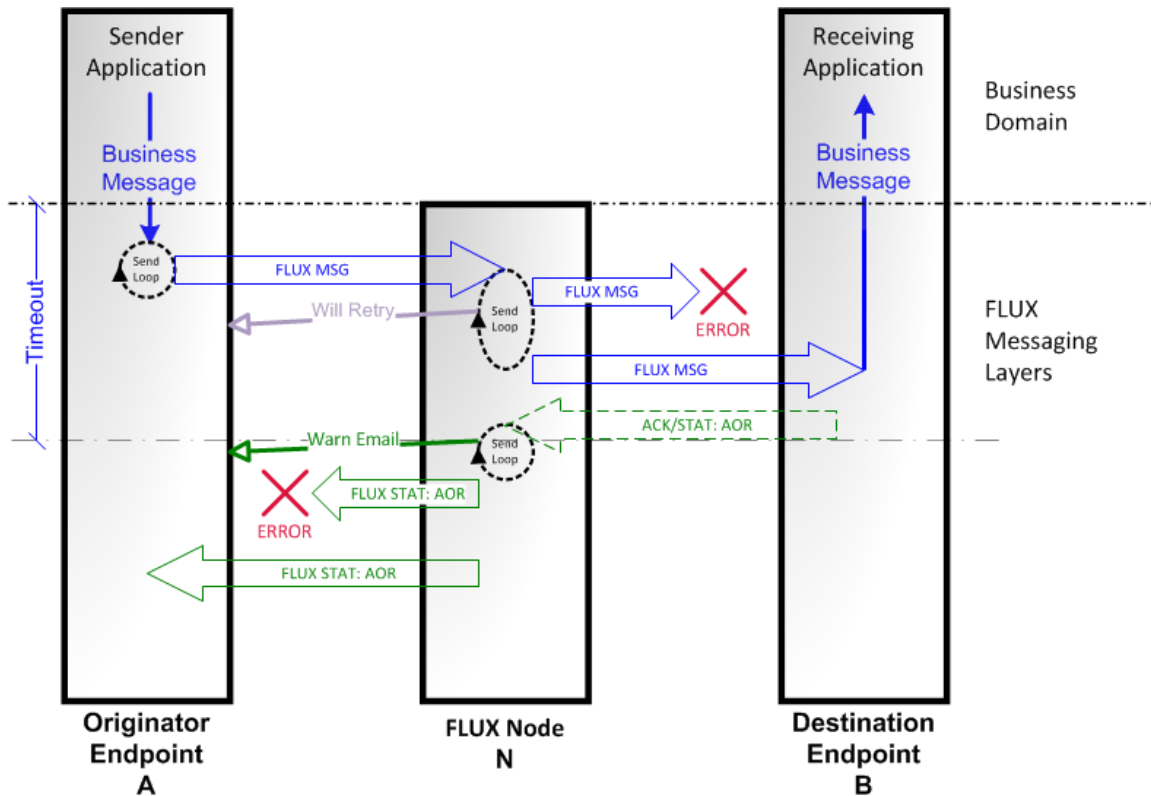 Sender
Application
Receiving
Application
Business
Domain
Business
Message
Business
Message
Timeout
Send
Loop
FLUX MSG
FLUX MSG
ERROR
Will Retry
Send
Loop
FLUX
Messaging
Layers
FLUX MSG
ACK/STAT: AOR
Warn Email
Send
Loop
FLUX STAT: AOR
ERROR
FLUX STAT: AOR
Originator
Endpoint
A
FLUX Node
N
Destination
Endpoint
B